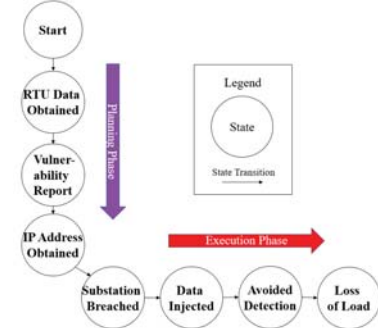 Start
RTU Data
Obtained
Vulner-
ability
Report
IP Address
Obtained
Planning Phase
Legend
State
State Transition
Execution Phase
Substation
Breached
Data
Injected
Avoided
Detection
Loss
of Load